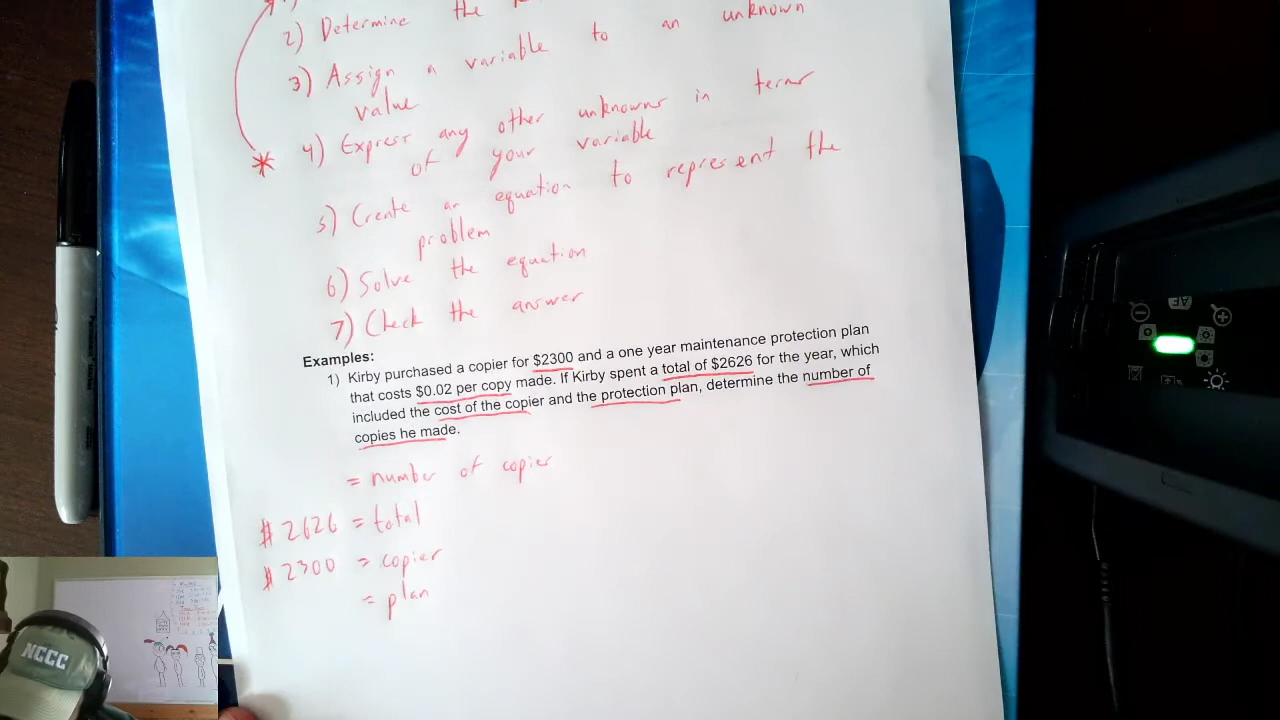 2) Determine the
3) Assign a variable to an unknown
value
* 4) Express any other unknowns in terms
of your variable
5) Create an equation to represent the
problem
6) Solve the equation
7) Check the answer
Examples:
1) Kirby purchased a copier for $2300 and a one year maintenance protection plan
that costs $0.02 per copy made. If Kirby spent a total of $2626 for the year, which
included the cost of the copier and the protection plan, determine the number of
copies he made.
= number of copies
$2626 = total
$2300 = copier
= plan
NCCC
AF